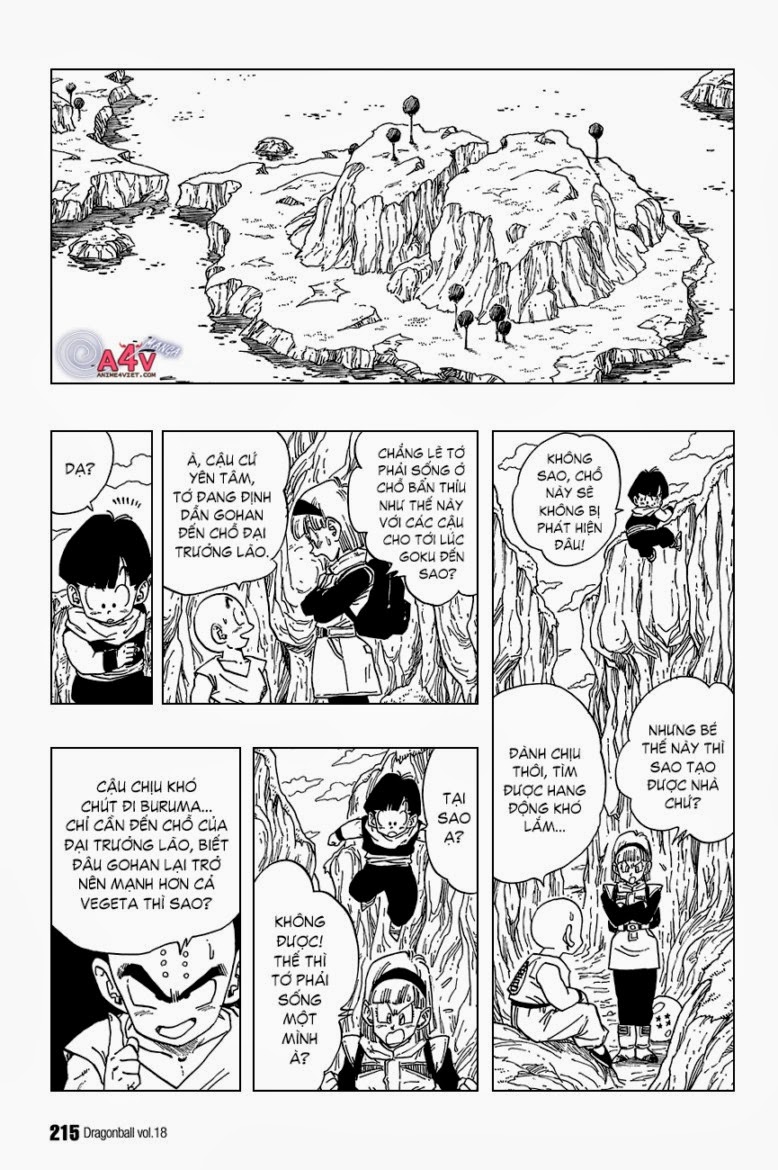 MANGA
A4V
ANIME4VIET.COM
KHÔNG
SAO, CHỖ
NÀY SẼ
KHÔNG BỊ
PHÁT HIỆN
ĐÂU!
NHƯNG BÉ
THẾ NÀY THÌ
SAO TẠO
ĐƯỢC NHÀ
CHỨ?
ĐÀNH CHỊU
THÔI, TÌM
ĐƯỢC HANG
ĐỘNG KHÓ
LẮM...
CHẲNG LẼ TỚ
PHẢI SỐNG Ở
CHỖ BẨN THỈU
NHƯ THẾ NÀY
VỚI CÁC CẬU
CHO TỚI LÚC
GOKU ĐẾN
SAO?
À, CẬU CỨ
YÊN TÂM,
TỚ ĐANG ĐỊNH
DẪN GOHAN
ĐẾN CHỖ ĐẠI
TRƯỞNG LÃO.
DẠ?
TẠI
SAO
Ạ?
KHÔNG
ĐƯỢC!
THẾ THÌ
TỚ PHẢI
SỐNG
MỘT
MÌNH
À?
CẬU CHỊU KHÓ
CHÚT ĐI BURUMA...
CHỈ CẦN ĐẾN CHỖ CỦA
ĐẠI TRƯỞNG LÃO, BIẾT
ĐÂU GOHAN LẠI TRỞ
NÊN MẠNH HƠN CẢ
VEGETA THÌ SAO?
215 Dragonball vol.18